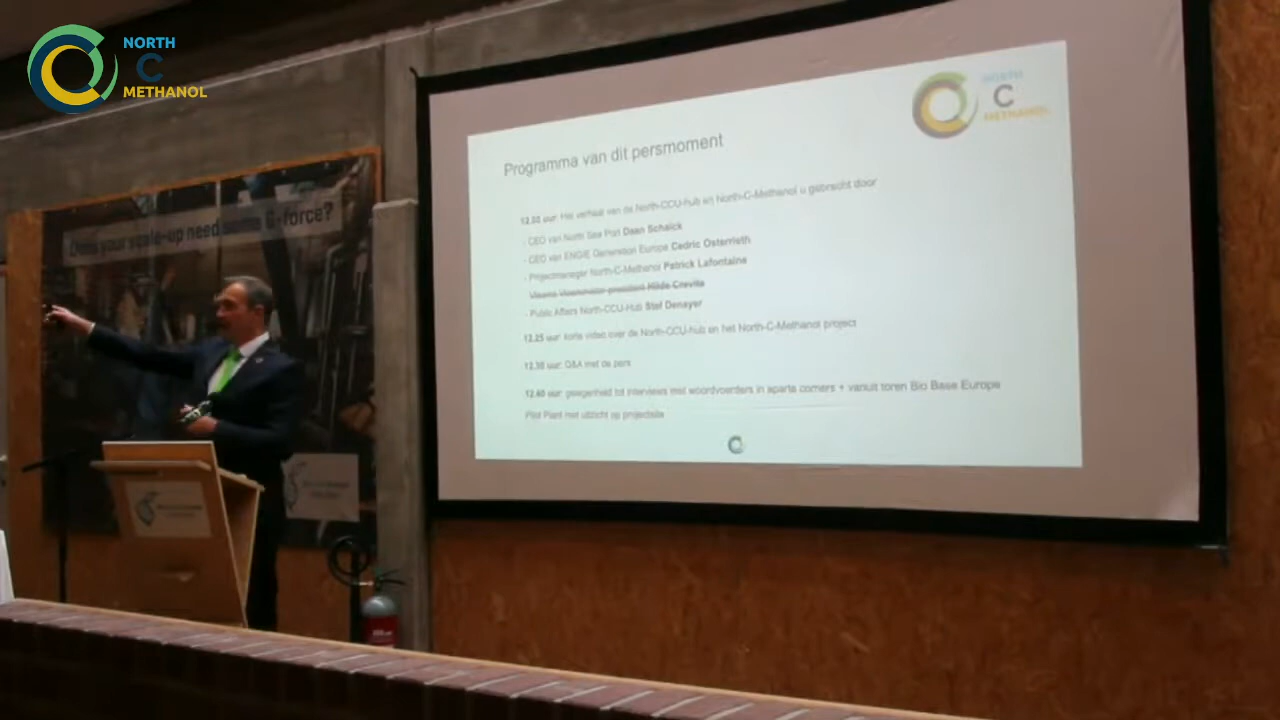 NORTH
C
METHANOL
Does your scale-up need some G-force?
NORTH
C
METHANOL
Programma van dit persmoment
12.00 uur: Het verhaal van de North-CCU-hub en North-C-Methanol u gebracht door
- CEO van North Sea Port Daan Schalck
- CEO van ENGIE Generation Europe Cedric Osterrieth
- Projectmanager North-C-Methanol Patrick Lafontaine
- Vlaams viceminister-president Hilde Crevits
- Public Affairs North-CCU-Hub Stef Denayer
12.25 uur: korte video over de North-CCU-hub en het North-C-Methanol project
12.30 uur: Q&A met de pers
12.40 uur: gelegenheid tot interviews met woordvoerders in aparte corners + vanuit toren Bio Base Europe
Pilot Plant met uitzicht op projectsite